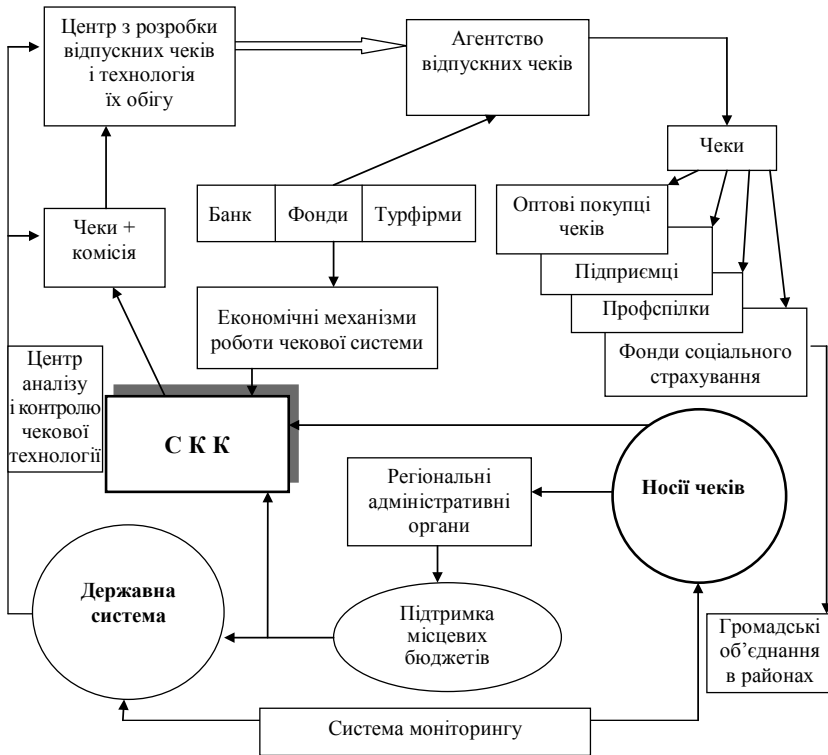 Центр з розробки
відпускних чеків
і технологія
їх обігу
Агентство
відпускних чеків
Чеки
Банк Фонди Турфірми
Оптові покупці
чеків
Чеки +
комісія
Підприємці
Профспілки
Економічні механізми
роботи чекової системи
Фонди соціального
страхування
Центр
аналізу
і контролю
чекової
технології
С К К
Регіональні
адміністративні
органи
Носії чеків
Державна
система
Підтримка
місцевих
бюджетів
Громадські
об’єднання
в районах
Система моніторингу